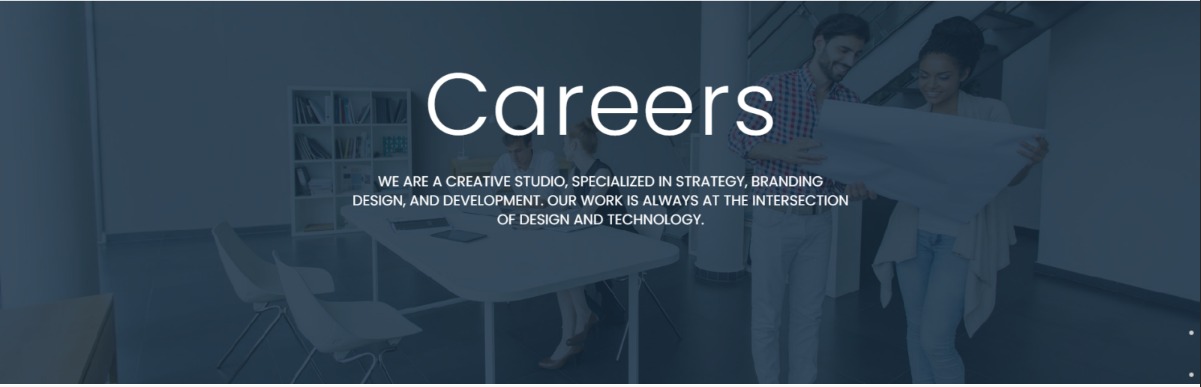 Careers
WE ARE A CREATIVE STUDIO, SPECIALIZED IN STRATEGY, BRANDING
DESIGN, AND DEVELOPMENT. OUR WORK IS ALWAYS AT THE INTERSECTION
OF DESIGN AND TECHNOLOGY.